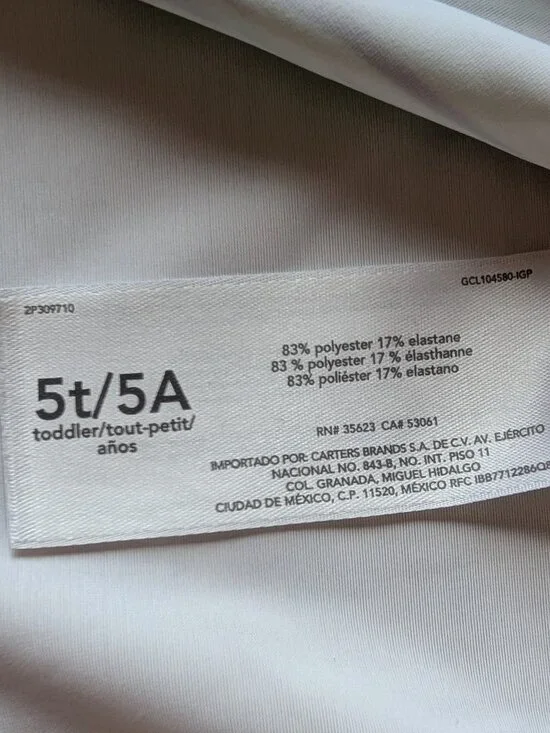 2P309710
GCL104580-IGP
5t/5A
toddler/tout-petit/
años
83% polyester 17% elastane
83 % polyester 17 % élasthanne
83% poliéster 17% elastano
RN# 35623 CA# 53061
IMPORTADO POR: CARTERS BRANDS S.A. DE C.V. AV. EJÉRCITO
NACIONAL NO. 843-B, NO. INT. PISO 11
COL. GRANADA, MIGUEL HIDALGO
CIUDAD DE MÉXICO, C.P. 11520, MÉXICO RFC IBB7712286Q8